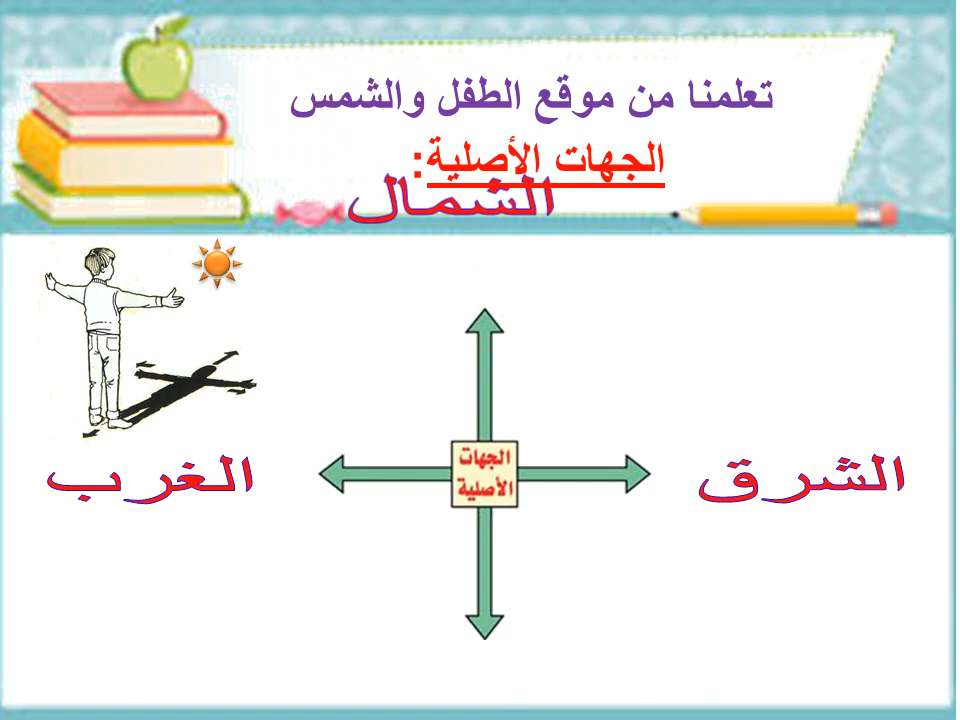 تعلمنا من موقع الطفل والشمس
الجهات الأصلية:
الشمال
الشرق
الجهات
الأصلية
الغرب